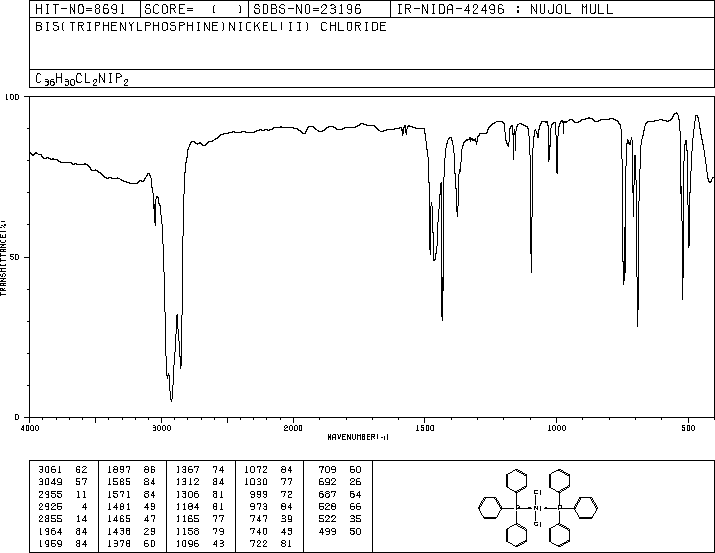 HIT-NO=8691 SCORE= ( ) SDBS-NO=23196 IR-NIDA-42496 : NUJOL MULL
BIS(TRIPHENYLPHOSPHINE)NICKEL(II) CHLORIDE
C36H30CL2NIP2
100
50
0
TRANSMITTANCE(%)
4000 3000 2000 1500 1000 500
WAVENUMBER(-1)
3061 62 1897 86 1367 74 1072 84 709 60
3049 57 1585 84 1312 84 1030 77 692 26
2955 11 1571 84 1306 81 999 72 687 64
2925 4 1481 49 1184 81 973 84 528 66
2855 14 1465 47 1165 77 747 39 522 35
1964 84 1438 29 1158 79 740 49 499 50
1959 84 1378 60 1096 43 722 81
Cl
P Ni P
Cl